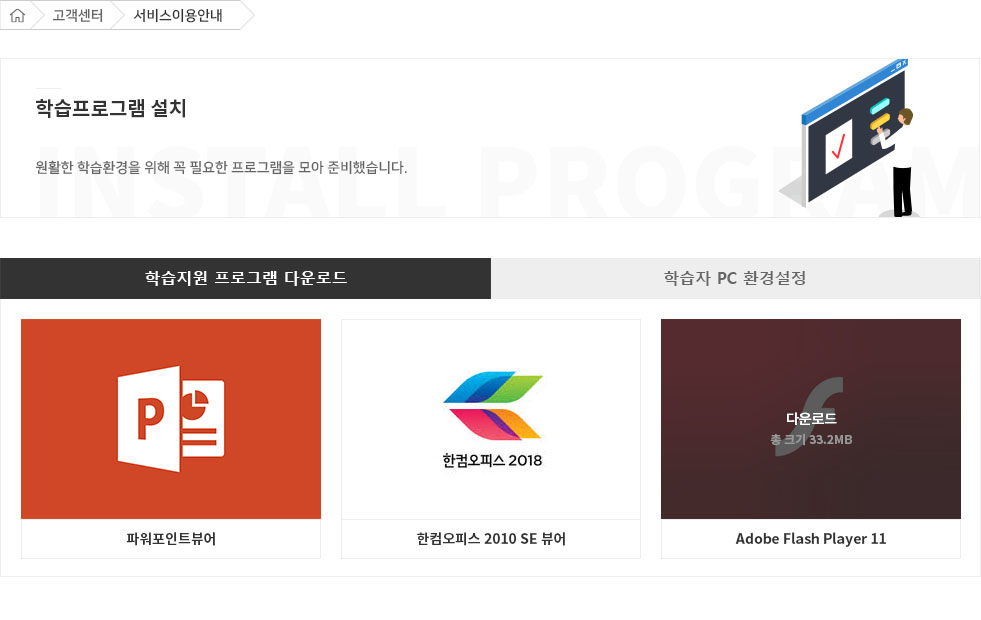 고객센터
서비스이용안내
학습프로그램 설치
원활한 학습환경을 위해 꼭 필요한 프로그램을 모아 준비했습니다.
INSTALL PROGRAM
학습지원 프로그램 다운로드
학습자 PC 환경설정
P
한컴오피스 2018
다운로드
총 크기 33.2MB
파워포인트뷰어
한컴오피스 2010 SE 뷰어
Adobe Flash Player 11